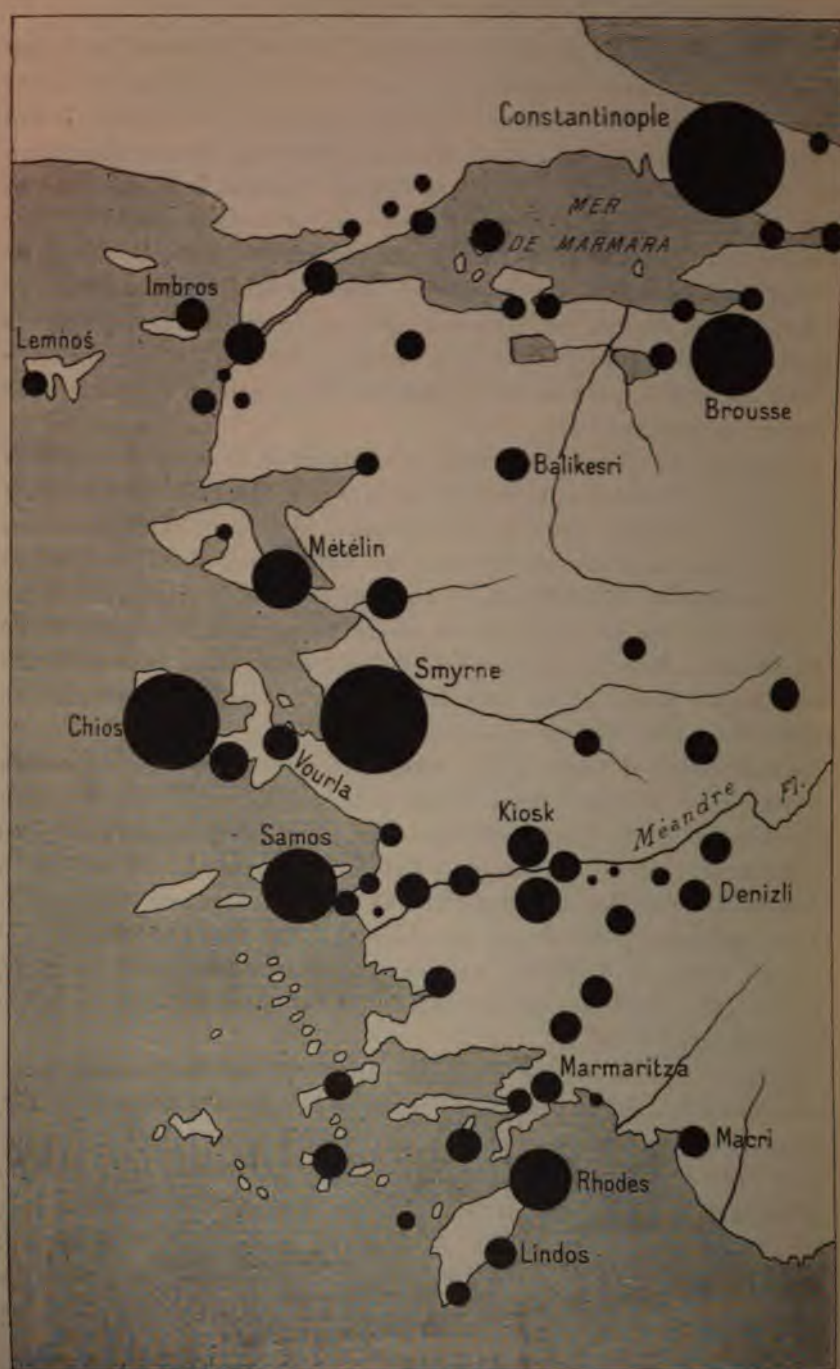 Constantinople
MER
DE MARMARA
Imbros
Lemnos
Brousse
Balikesri
Mételin
Smyrne
Chios
Vourla
Méandre Fl.
Kiosk
Samos
Denizli
Marmaritza
Macri
Rhodes
Lindos